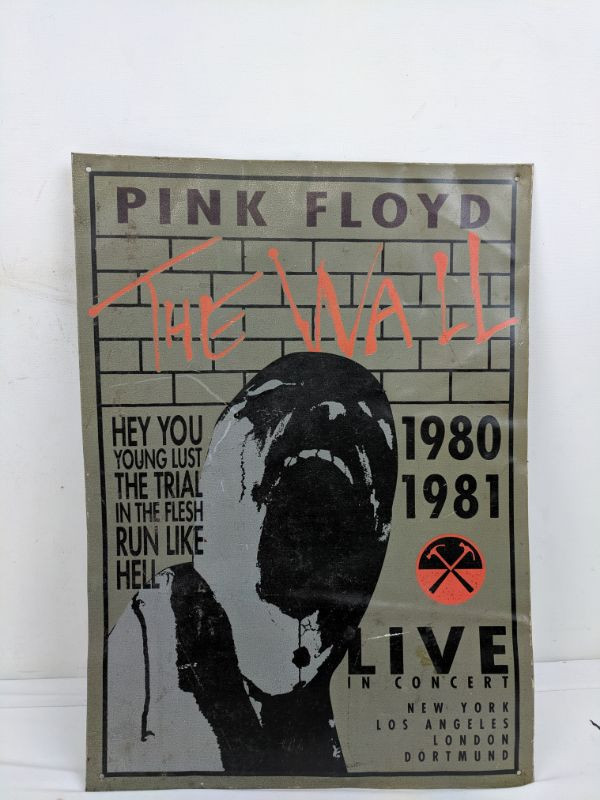 PINK FLOYD
THE WALL
HEY YOU
YOUNG LUST
THE TRIAL
IN THE FLESH
RUN LIKE
HELL
1980
1981
LIVE
IN CONCERT
NEW YORK
LOS ANGELES
LONDON
DORTMUND